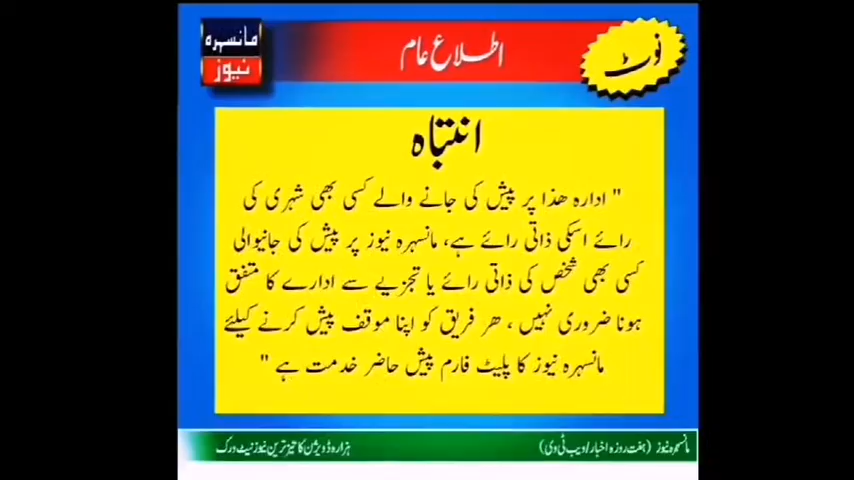 نوٹ
اطلاع عام
مانسہرہ
نیوز
انتباہ
" ادارہ ھذا پر پیش کی جانے والے کسی بھی شہری کی
رائے اسکی ذاتی رائے ہے، مانسہرہ نیوز پر پیش کی جانیوالی
کسی بھی شخص کی ذاتی رائے یا تجزیے سے ادارے کا متفق
ہونا ضروری نہیں ، ھر فریق کو اپنا موقف پیش کرنے کیلئے
مانسہرہ نیوز کا پلیٹ فارم پیش حاضر خدمت ہے "
مانسہرہ نیوز (ہفت روزہ اخبار/ویب ٹی وی)
ہزارہ ڈویژن کا تیز ترین نیوز نیٹ ورک